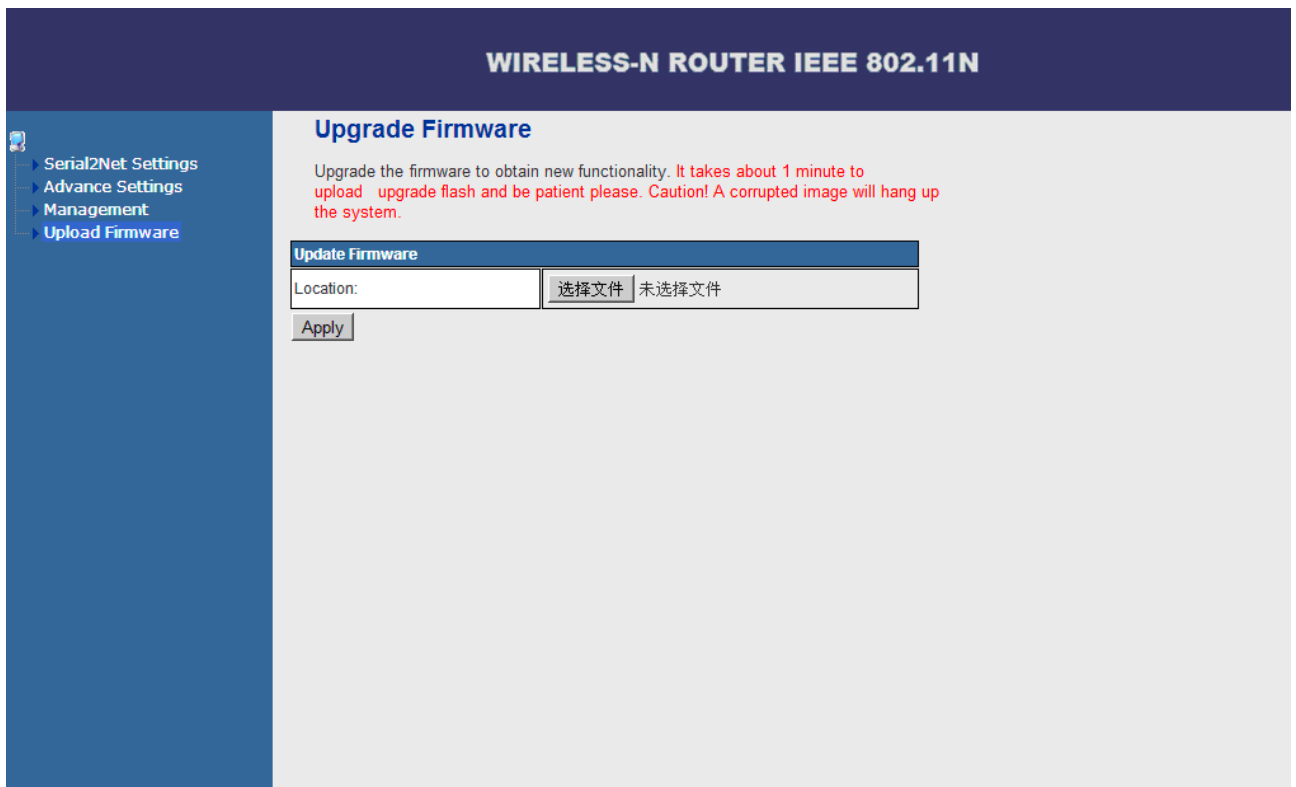 WIRELESS-N ROUTER IEEE 802.11N
Serial2Net Settings
Advance Settings
Management
Upload Firmware
Upgrade Firmware
Upgrade the firmware to obtain new functionality. It takes about 1 minute to
upload upgrade flash and be patient please. Caution! A corrupted image will hang up
the system.
Update Firmware
Location: 选择文件 未选择文件
Apply